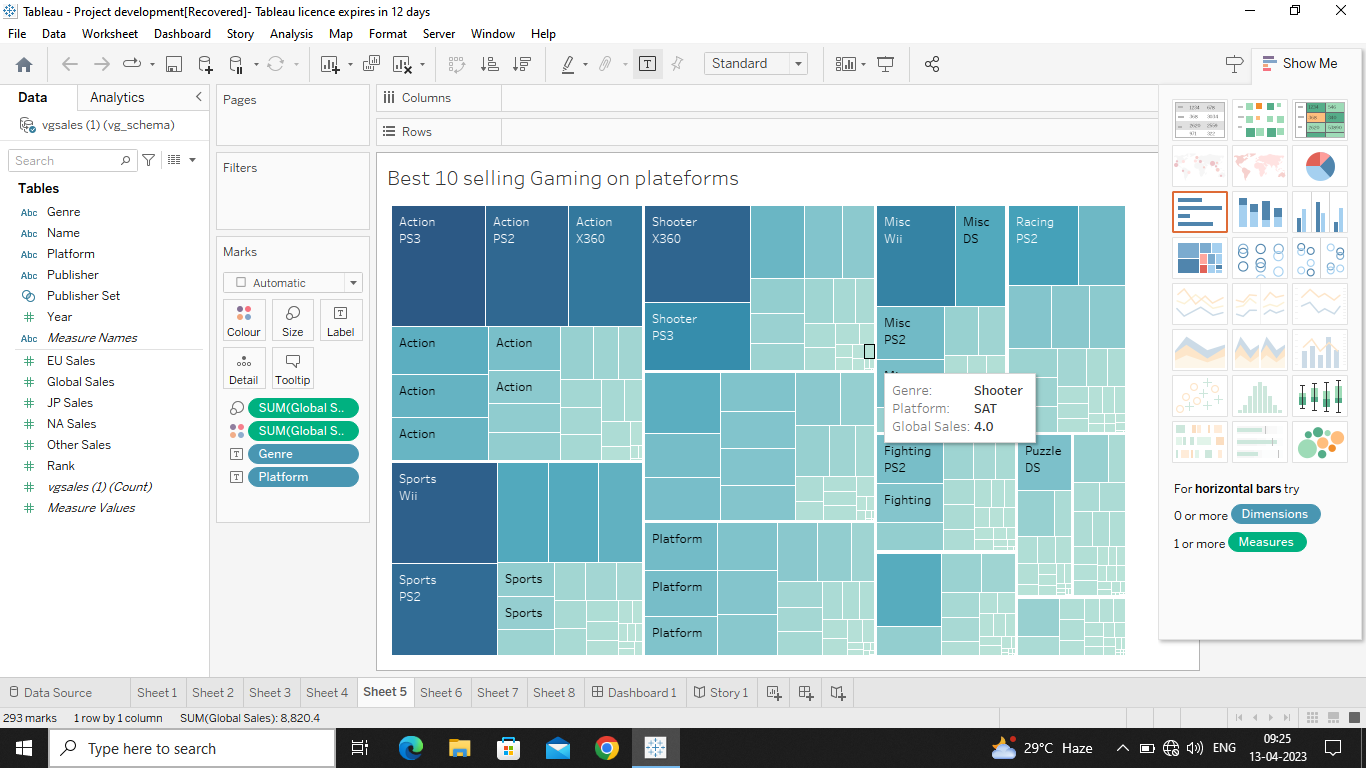 Tableau - Project development[Recovered]- Tableau licence expires in 12 days
File Data Worksheet Dashboard Story Analysis Map Format Server Window Help
Standard
Show Me
Data Analytics
vgsales (1) (vg_schema)
Search
Tables
Abc Genre
Abc Name
Abc Platform
Abc Publisher
Publisher Set
Year
Abc Measure Names
EU Sales
Global Sales
JP Sales
NA Sales
Other Sales
Rank
vgsales (1) (Count)
Measure Values
Pages
Filters
Marks
Automatic
Colour Size Label
Detail Tooltip
SUM(Global S..
SUM(Global S..
Genre
Platform
Columns
Rows
Best 10 selling Gaming on plateforms
Action
PS3
Action
PS2
Action
X360
Action
Action
Action
Action
Action
Sports
Wii
Sports
PS2
Sports
Sports
Shooter
X360
Shooter
PS3
Platform
Platform
Platform
Misc
Wii
Misc
DS
Misc
PS2
Racing
PS2
Genre: Shooter
Platform: SAT
Global Sales: 4.0
Fighting
PS2
Fighting
Puzzle
DS
For horizontal bars try
0 or more Dimensions
1 or more Measures
Data Source Sheet 1 Sheet 2 Sheet 3 Sheet 4 Sheet 5 Sheet 6 Sheet 7 Sheet 8 Dashboard 1 Story 1
293 marks 1 row by 1 column SUM(Global Sales): 8,820.4
Type here to search
29°C Haze
ENG
09:25
13-04-2023